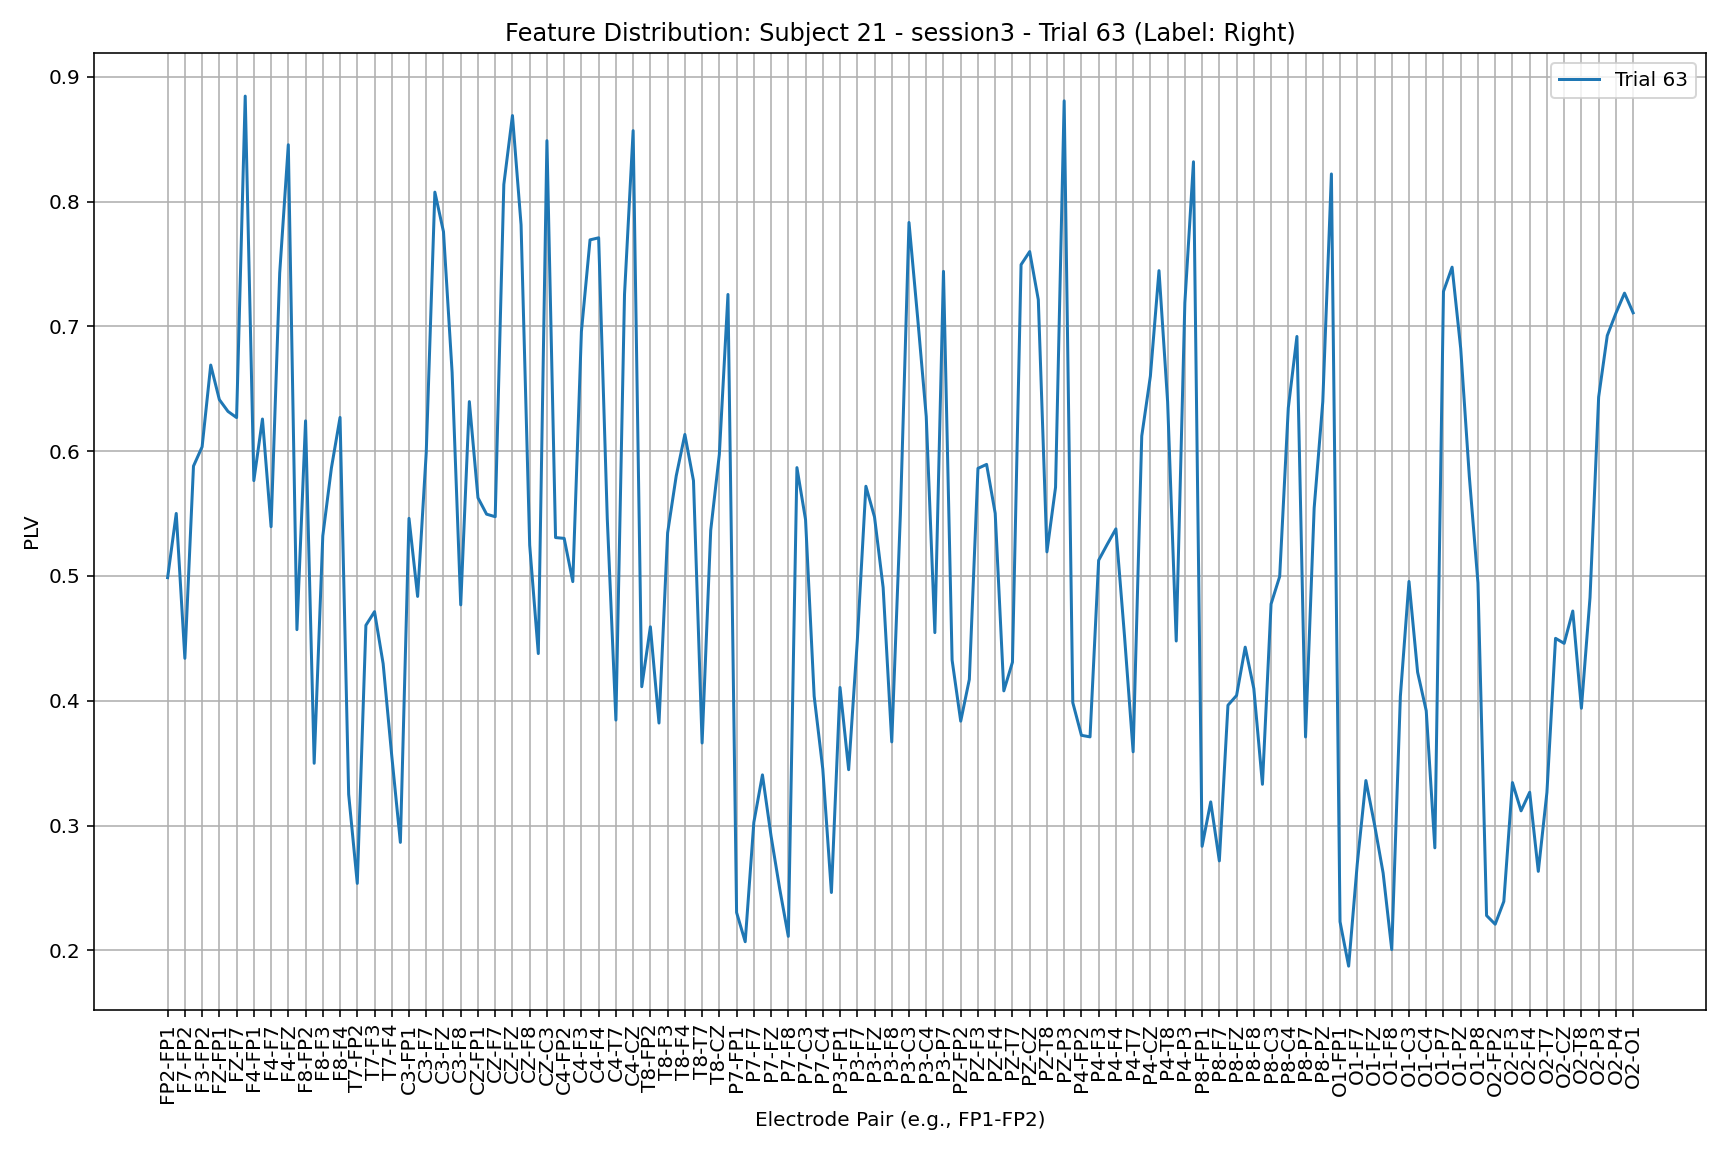 Feature Distribution: Subject 21 - session3 - Trial 63 (Label: Right)
Trial 63
PLV
0.9
0.8
0.7
0.6
0.5
0.4
0.3
0.2
FP2-FP1
F7-FP2
F3-FP2
FZ-FP1
FZ-F7
F4-FP1
F4-F7
F4-FZ
F8-FP2
F8-F3
F8-F4
T7-FP2
T7-F3
T7-F4
C3-FP1
C3-F7
C3-FZ
C3-F8
CZ-FP1
CZ-F7
CZ-FZ
CZ-F8
CZ-C3
C4-FP2
C4-F3
C4-F4
C4-T7
C4-CZ
T8-FP2
T8-F3
T8-F4
T8-T7
T8-CZ
P7-FP1
P7-F7
P7-FZ
P7-F8
P7-C3
P7-C4
P3-FP1
P3-F7
P3-FZ
P3-F8
P3-C3
P3-C4
P3-P7
PZ-FP2
PZ-F3
PZ-F4
PZ-T7
PZ-CZ
PZ-T8
PZ-P3
P4-FP2
P4-F3
P4-F4
P4-T7
P4-CZ
P4-T8
P4-P3
P8-FP1
P8-F7
P8-FZ
P8-F8
P8-C3
P8-C4
P8-P7
P8-PZ
O1-FP1
O1-F7
O1-FZ
O1-F8
O1-C3
O1-C4
O1-P7
O1-PZ
O1-P8
O2-FP2
O2-F3
O2-F4
O2-T7
O2-CZ
O2-T8
O2-P3
O2-P4
O2-O1
Electrode Pair (e.g., FP1-FP2)